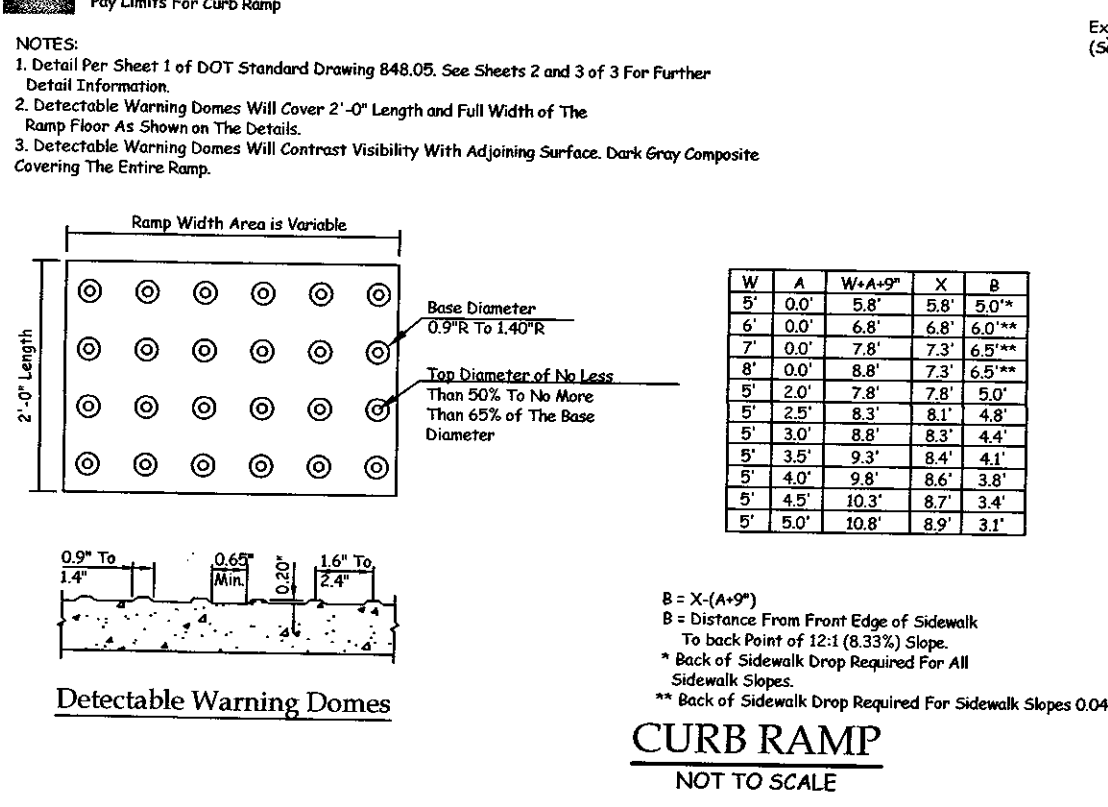 Pay Limits For Curb Ramp
NOTES:
1. Detail Per Sheet 1 of DOT Standard Drawing 848.05. See Sheets 2 and 3 of 3 For Further
Detail Information.
2. Detectable Warning Domes Will Cover 2'-0" Length and Full Width of The
Ramp Floor As Shown on The Details.
3. Detectable Warning Domes Will Contrast Visibility With Adjoining Surface. Dark Gray Composite
Covering The Entire Ramp.
Ramp Width Area is Variable
2'-0" Length
Base Diameter
0.9"R To 1.40"R
Top Diameter of No Less
Than 50% To No More
Than 65% of The Base
Diameter
0.9" To
1.4"
0.65"
Min.
0.20"
1.6" To
2.4"
Detectable Warning Domes
W A W+A+9" X B
5' 0.0' 5.8' 5.8' 5.0'*
6' 0.0' 6.8' 6.8' 6.0'**
7' 0.0' 7.8' 7.3' 6.5'**
8' 0.0' 8.8' 7.3' 6.5'**
5' 2.0' 7.8' 7.8' 5.0'
5' 2.5' 8.3' 8.1' 4.8'
5' 3.0' 8.8' 8.3' 4.4'
5' 3.5' 9.3' 8.4' 4.1'
5' 4.0' 9.8' 8.6' 3.8'
5' 4.5' 10.3' 8.7' 3.4'
5' 5.0' 10.8' 8.9' 3.1'
B = X-(A+9")
B = Distance From Front Edge of Sidewalk
To back Point of 12:1 (8.33%) Slope.
* Back of Sidewalk Drop Required For All
Sidewalk Slopes.
** Back of Sidewalk Drop Required For Sidewalk Slopes 0.04
CURB RAMP
NOT TO SCALE